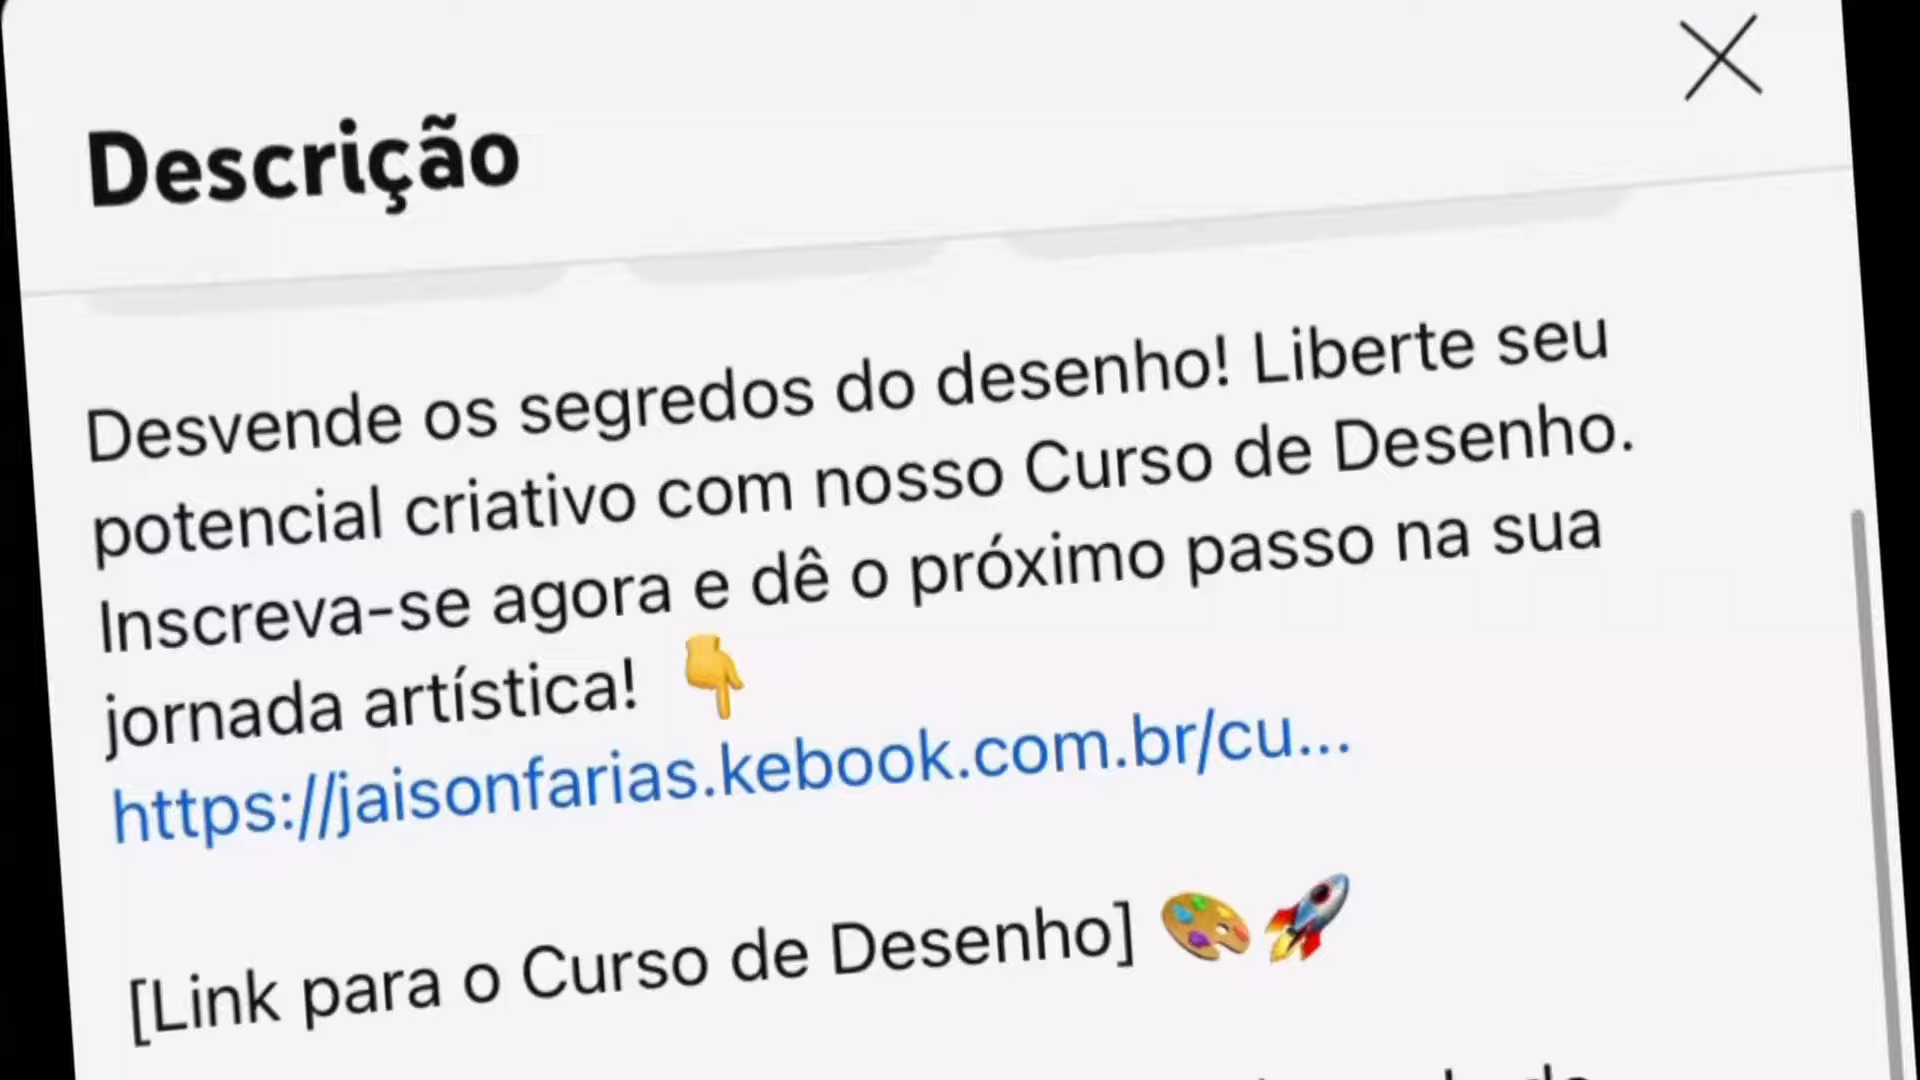 Descrição
Desvende os segredos do desenho! Liberte seu
potencial criativo com nosso Curso de Desenho.
Inscreva-se agora e dê o próximo passo na sua
jornada artística! 👇
https://jaisonfarias.kebook.com.br/cu...
[Link para o Curso de Desenho] 🎨🚀